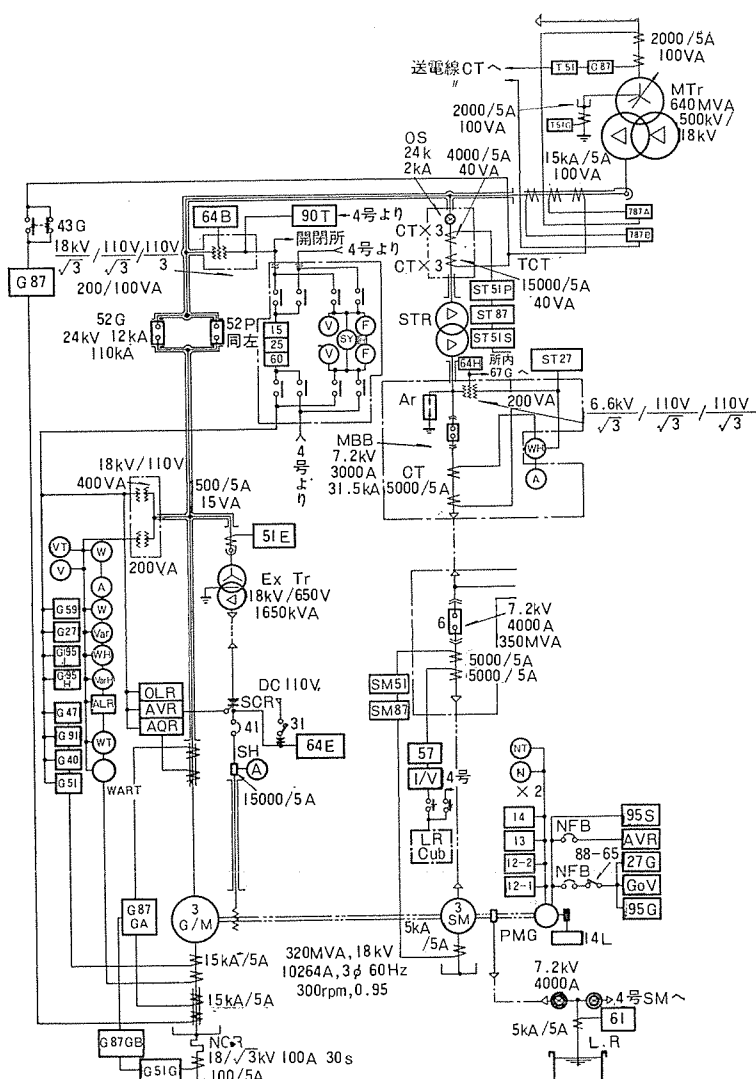 2000/5A
100VA
送電線CTへ
〃
T51
G87
MTr
640MVA
500kV/
18kV
2000/5A
100VA
T51G
OS
24k
2kA
4000/5A
40VA
15kA/5A
100VA
43G
64B
90T
4号より
開閉所
4号より
18kV/√3 / 110V/√3 / 110V/3
200/100VA
G87
CT×3
CT×3
TCT
15000/5A
40VA
787A
787B
ST51P
ST87
ST51S
STR
52G
24kV 12kA
110kA
52P
同左
15
25
60
V
F
SY
V
F
64H
所内
67Gへ
ST27
200VA
6.6kV/√3 / 110V/√3 / 110V/√3
Ar
MBB
7.2kV
3000A
31.5kA
CT
5000/5A
WH
A
4号より
18kV/110V
400VA
500/5A
15VA
51E
200VA
Ex Tr
18kV/650V
1650kVA
VT
V
W
A
W
Var
WH
VarH
ALR
WT
WART
G59
G27
G95
L
G95
H
G47
G91
G40
G51
OLR
AVR
AQR
SCR
DC110V
41
31
64E
SH
A
15000/5A
6
7.2kV
4000A
350MVA
5000/5A
5000/5A
SM51
SM87
57
I/V
4号
LR
Cub
NT
N
×2
14
13
12-2
12-1
NFB
NFB
88-65
95S
AVR
27G
GoV
95G
14L
PMG
G87
GA
3
G/M
3
SM
5kA
/5A
320MVA, 18kV
10264A, 3φ 60Hz
300rpm, 0.95
15kA/5A
15kA/5A
7.2kV
4000A
4号SMへ
5kA/5A
61
L.R
G87GB
G51G
NGR
18/√3kV 100A 30s
100/5A